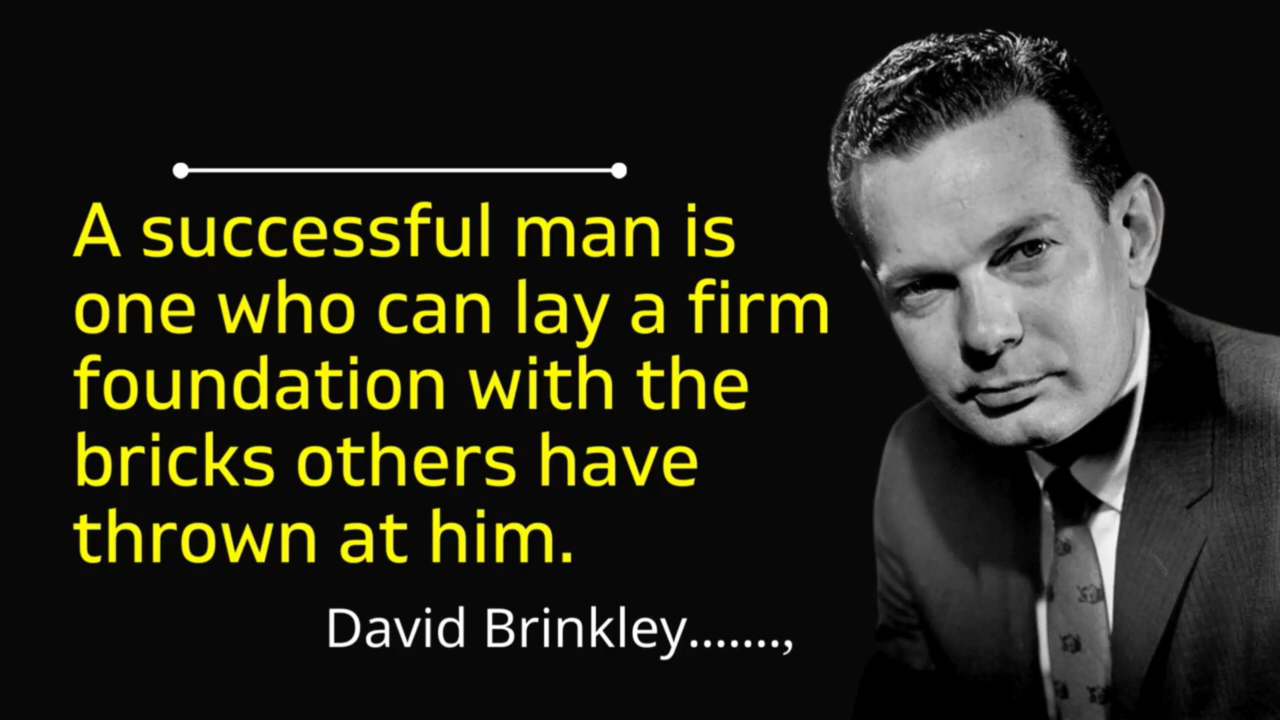 A successful man is
one who can lay a firm
foundation with the
bricks others have
thrown at him.
David Brinkley.......,